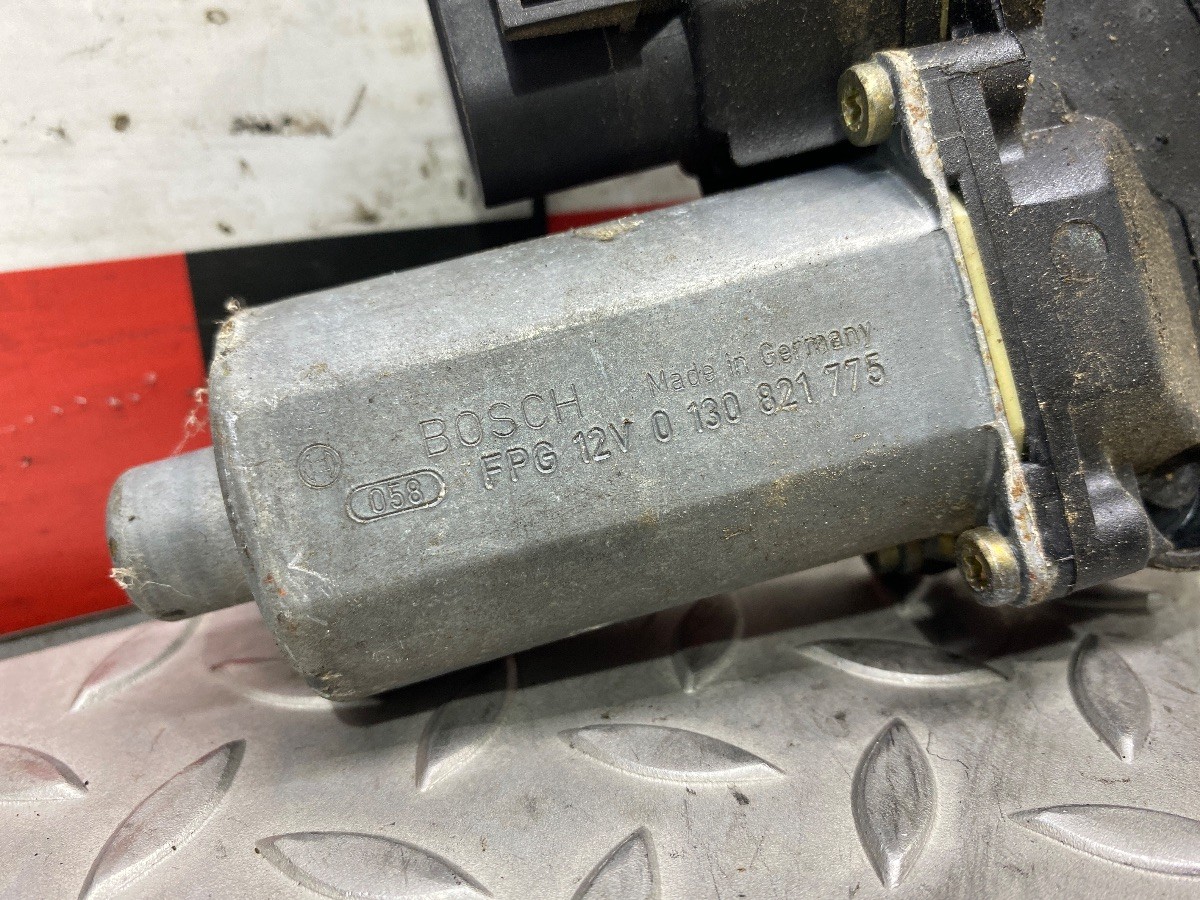 BOSCH Made in Germany
058 FPG 12V 0 130 821 775